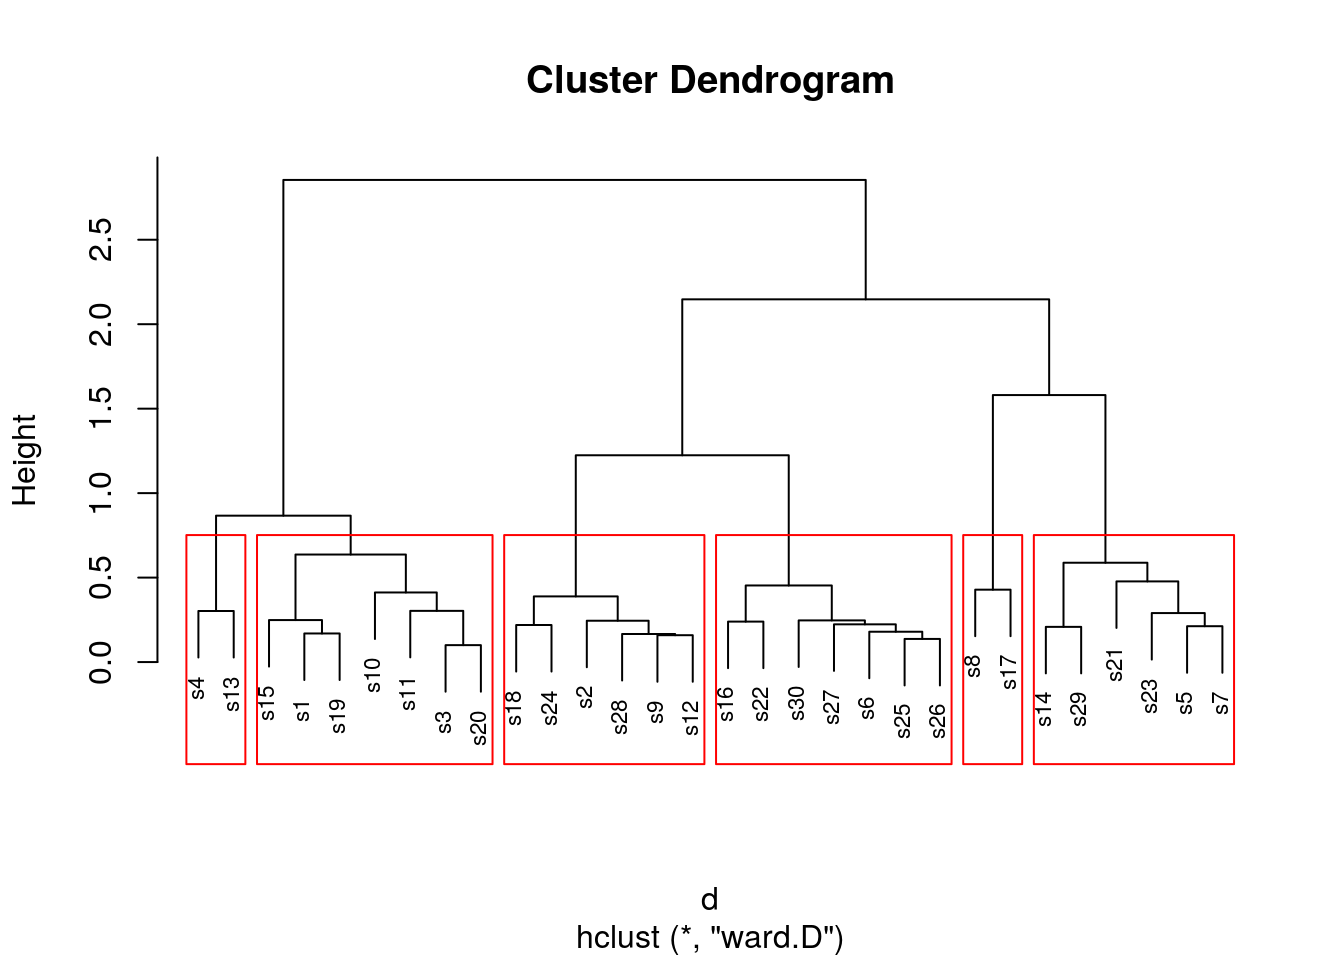 Cluster Dendrogram
Height
2.5
2.0
1.5
1.0
0.5
0.0
s4
s13
s15
s1
s19
s10
s11
s3
s20
s18
s24
s2
s28
s9
s12
s16
s22
s30
s27
s6
s25
s26
s8
s17
s14
s29
s21
s23
s5
s7
d
hclust (*, "ward.D")